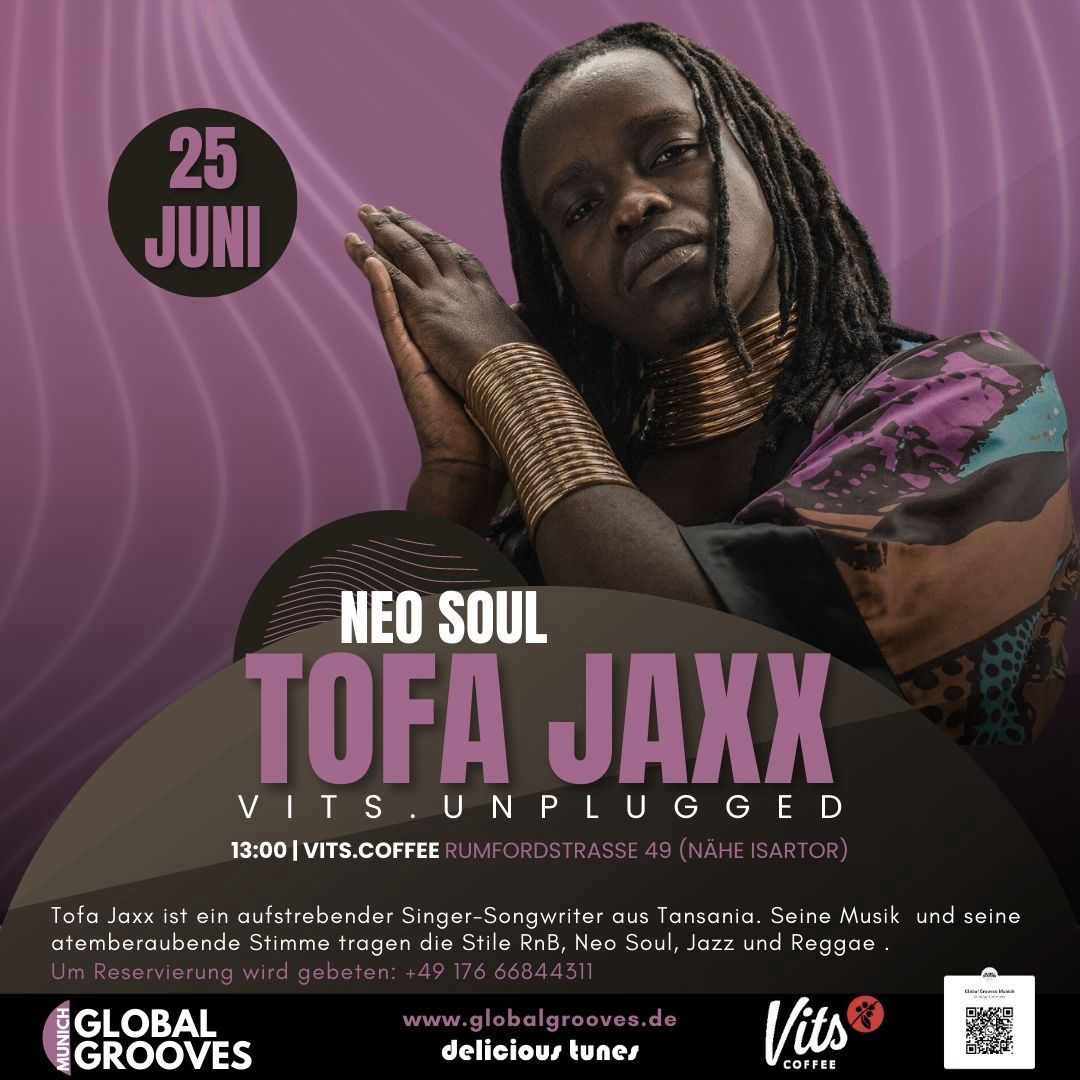 25
JUNI
NEO SOUL
TOFA JAXX
VITS.UNPLUGGED
13:00 | VITS.COFFEE RUMFORDSTRASSE 49 (NÄHE ISARTOR)
Tofa Jaxx ist ein aufstrebender Singer-Songwriter aus Tansania. Seine Musik und seine
atemberaubende Stimme tragen die Stile RnB, Neo Soul, Jazz und Reggae .
Um Reservierung wird gebeten: +49 176 66844311
MUNICH
GLOBAL
GROOVES
www.globalgrooves.de
delicious tunes
Vits
COFFEE
Global Grooves Munich